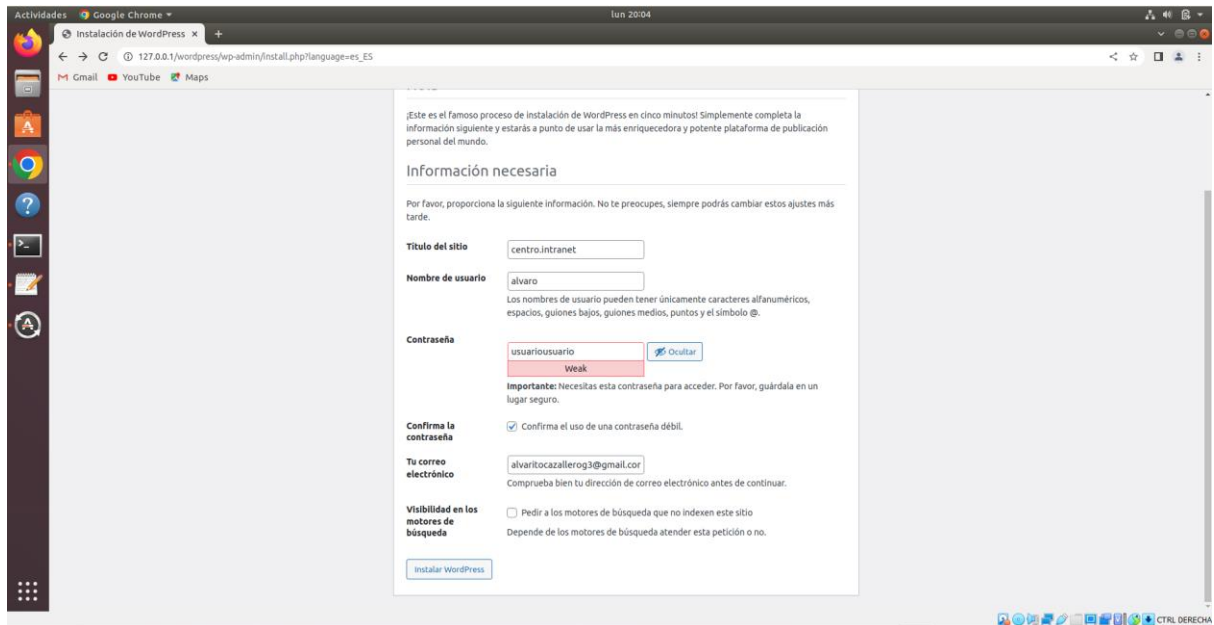 Actividades
Google Chrome
lun 20:04
Instalación de WordPress
127.0.0.1/wordpress/wp-admin/install.php?language=es_ES
Gmail
YouTube
Maps
¡Este es el famoso proceso de instalación de WordPress en cinco minutos! Simplemente completa la
información siguiente y estarás a punto de usar la más enriquecedora y potente plataforma de publicación
personal del mundo.
Información necesaria
Por favor, proporciona la siguiente información. No te preocupes, siempre podrás cambiar estos ajustes más
tarde.
Título del sitio
centro.intranet
Nombre de usuario
alvaro
Los nombres de usuario pueden tener únicamente caracteres alfanuméricos,
espacios, guiones bajos, guiones medios, puntos y el símbolo @.
Contraseña
usuariousuario
Ocultar
Weak
Importante: Necesitas esta contraseña para acceder. Por favor, guárdala en un
lugar seguro.
Confirma la
contraseña
Confirma el uso de una contraseña débil.
Tu correo
electrónico
alvaritocazallerog3@gmail.cor
Comprueba bien tu dirección de correo electrónico antes de continuar.
Visibilidad en los
motores de
búsqueda
Pedir a los motores de búsqueda que no indexen este sitio
Depende de los motores de búsqueda atender esta petición o no.
Instalar WordPress
CTRL DERECHA